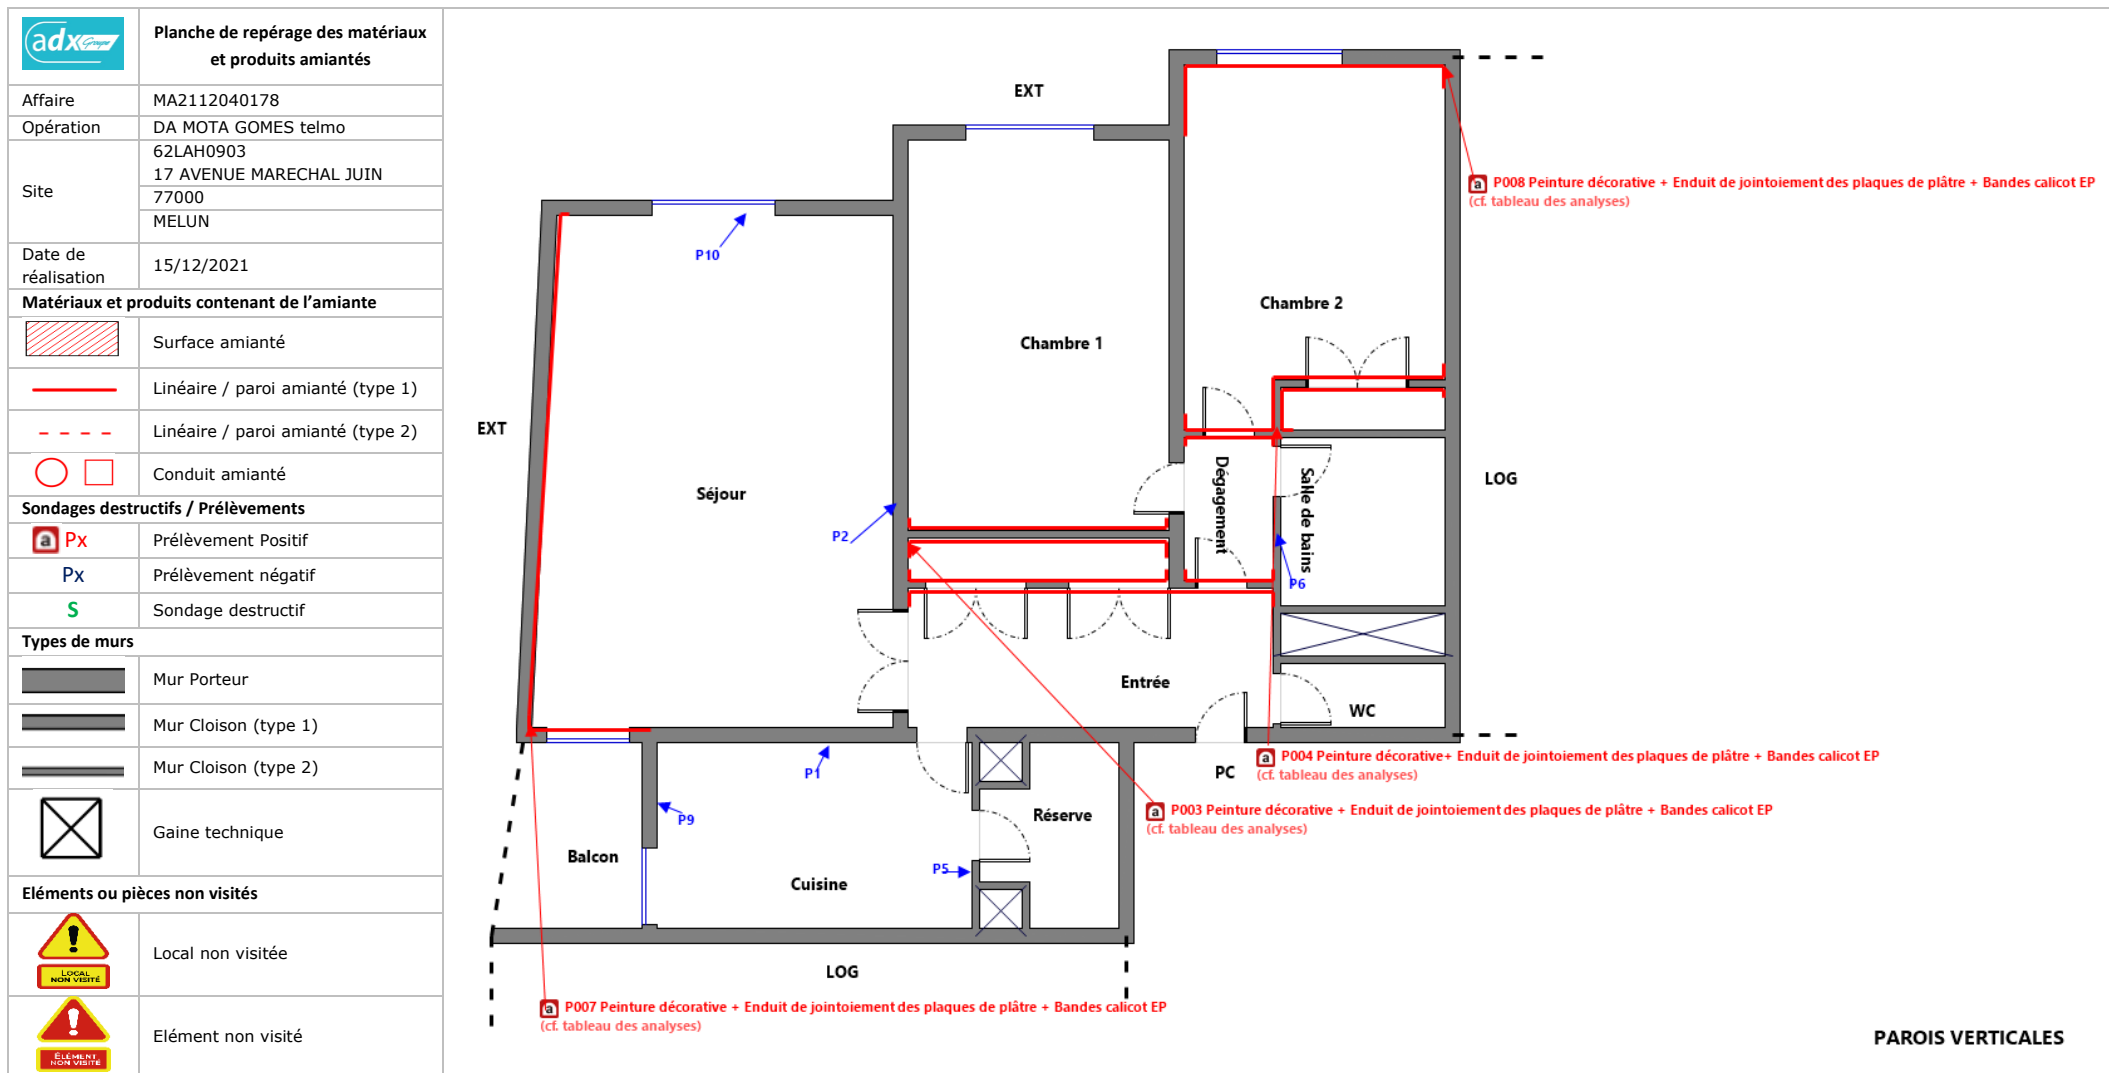 adx Groupe
Planche de repérage des matériaux
et produits amiantés
Affaire MA2112040178
Opération DA MOTA GOMES telmo
Site
62LAH0903
17 AVENUE MARECHAL JUIN
77000
MELUN
Date de
réalisation
15/12/2021
Matériaux et produits contenant de l’amiante
Surface amianté
Linéaire / paroi amianté (type 1)
Linéaire / paroi amianté (type 2)
Conduit amianté
Sondages destructifs / Prélèvements
a Px Prélèvement Positif
Px Prélèvement négatif
S Sondage destructif
Types de murs
Mur Porteur
Mur Cloison (type 1)
Mur Cloison (type 2)
Gaine technique
Eléments ou pièces non visités
LOCAL
NON VISITÉ
Local non visitée
ÉLÉMENT
NON VISITÉ
Elément non visité
EXT
a P008 Peinture décorative + Enduit de jointoiement des plaques de plâtre + Bandes calicot EP
(cf. tableau des analyses)
P10
Chambre 2
Chambre 1
EXT
Séjour
Dégagement
Salle de bains
LOG
P2
P6
Entrée
WC
a P004 Peinture décorative+ Enduit de jointoiement des plaques de plâtre + Bandes calicot EP
(cf. tableau des analyses)
PC
P1
a P003 Peinture décorative + Enduit de jointoiement des plaques de plâtre + Bandes calicot EP
(cf. tableau des analyses)
P9
Réserve
Balcon
P5
Cuisine
LOG
a P007 Peinture décorative + Enduit de jointoiement des plaques de plâtre + Bandes calicot EP
(cf. tableau des analyses)
PAROIS VERTICALES